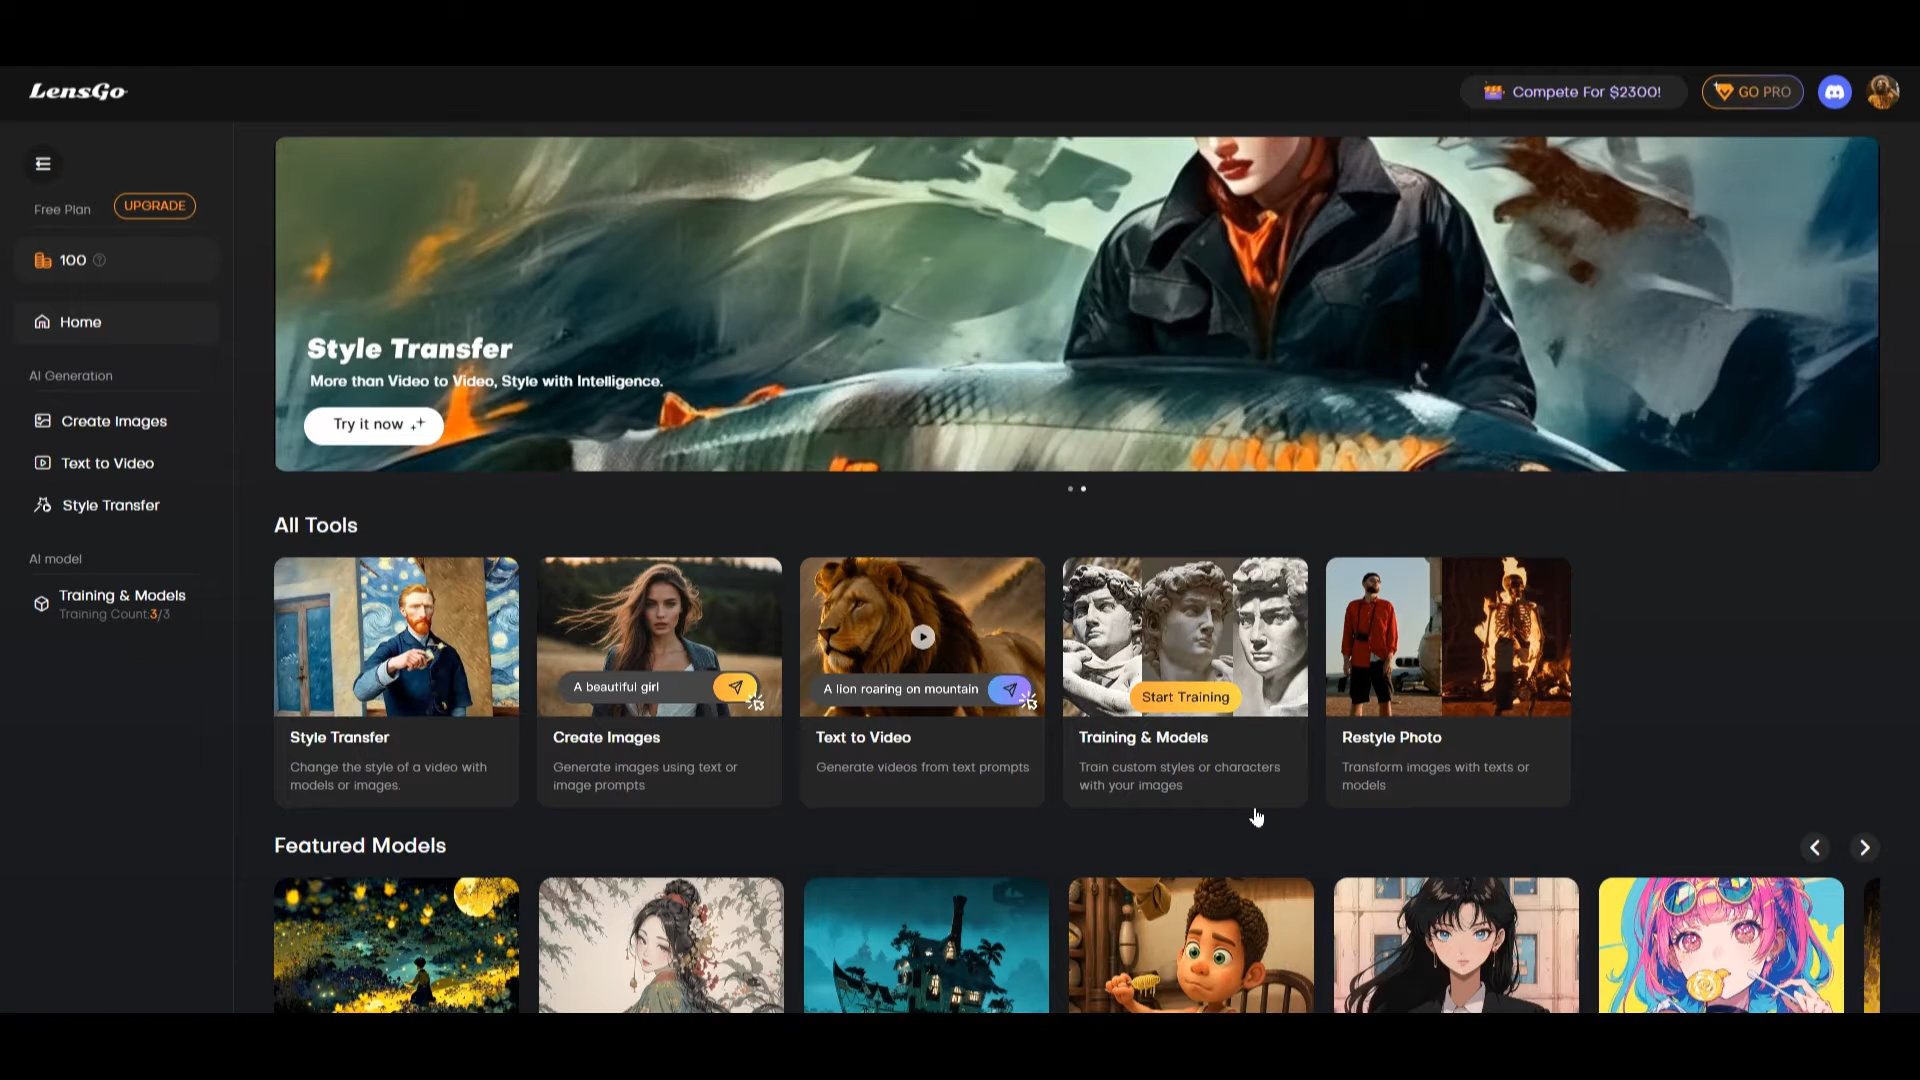 LensGo
Compete For $2300!
GO PRO
Free Plan
UPGRADE
100
Home
AI Generation
Create Images
Text to Video
Style Transfer
AI model
Training & Models
Training Count:3/3
Style Transfer
More than Video to Video, Style with Intelligence.
Try it now
All Tools
A beautiful girl
A lion roaring on mountain
Start Training
Style Transfer
Change the style of a video with
models or images.
Create Images
Generate images using text or
image prompts
Text to Video
Generate videos from text prompts
Training & Models
Train custom styles or characters
with your images
Restyle Photo
Transform images with texts or
models
Featured Models